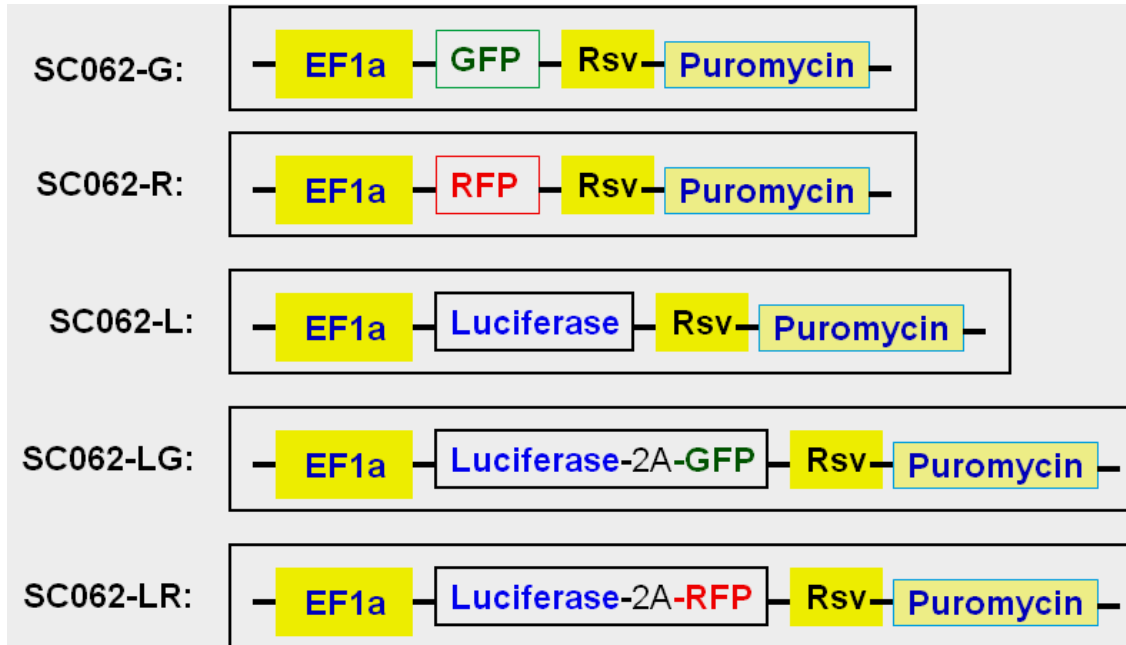 SC062-G: EF1a GFP Rsv Puromycin
SC062-R: EF1a RFP Rsv Puromycin
SC062-L: EF1a Luciferase Rsv Puromycin
SC062-LG: EF1a Luciferase-2A-GFP Rsv Puromycin
SC062-LR: EF1a Luciferase-2A-RFP Rsv Puromycin